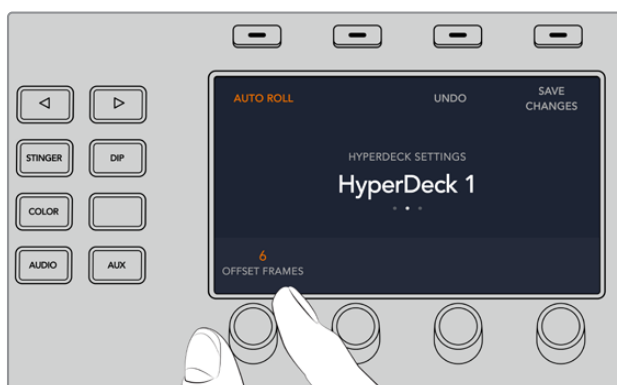 AUTO ROLL
UNDO
SAVE
CHANGES
HYPERDECK SETTINGS
HyperDeck 1
STINGER
DIP
COLOR
AUDIO
AUX
6
OFFSET FRAMES